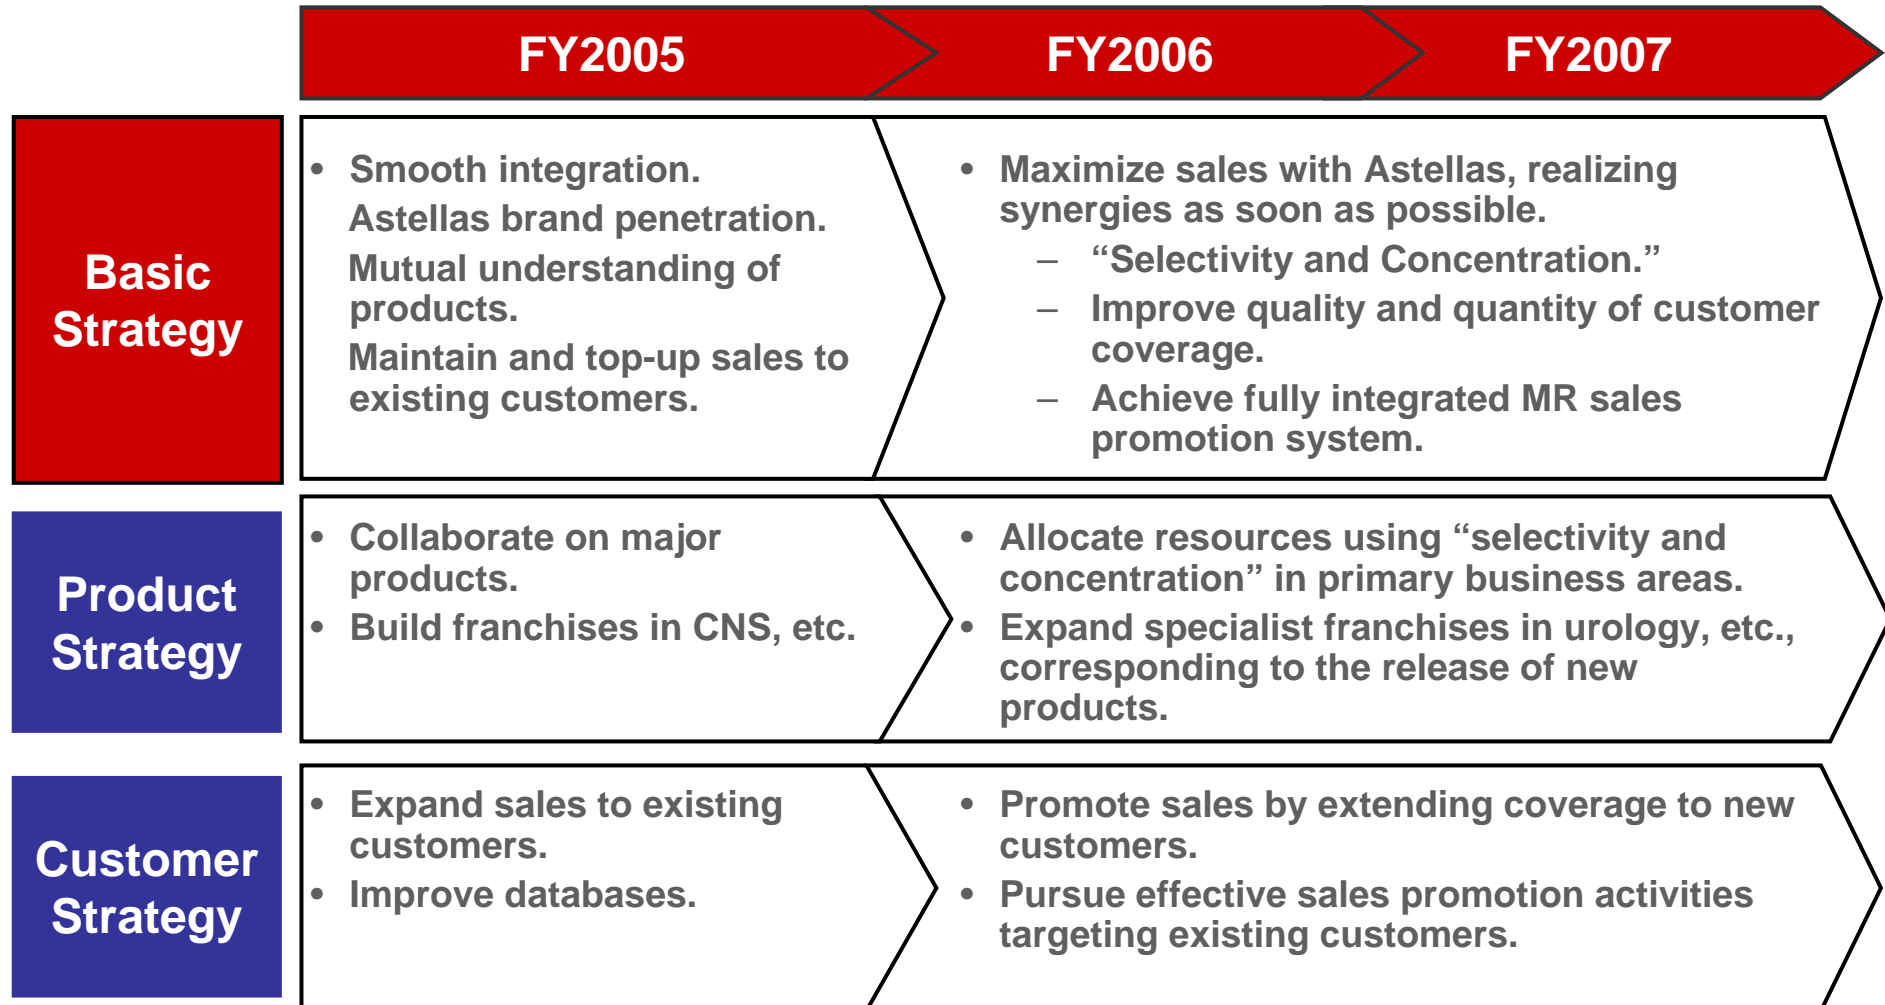 FY2005
FY2006
FY2007
Basic
Strategy
• Smooth integration.
Astellas brand penetration.
Mutual understanding of
products.
Maintain and top-up sales to
existing customers.
• Maximize sales with Astellas, realizing
synergies as soon as possible.
– “Selectivity and Concentration.”
– Improve quality and quantity of customer
coverage.
– Achieve fully integrated MR sales
promotion system.
Product
Strategy
• Collaborate on major
products.
• Build franchises in CNS, etc.
• Allocate resources using “selectivity and
concentration” in primary business areas.
• Expand specialist franchises in urology, etc.,
corresponding to the release of new
products.
Customer
Strategy
• Expand sales to existing
customers.
• Improve databases.
• Promote sales by extending coverage to new
customers.
• Pursue effective sales promotion activities
targeting existing customers.